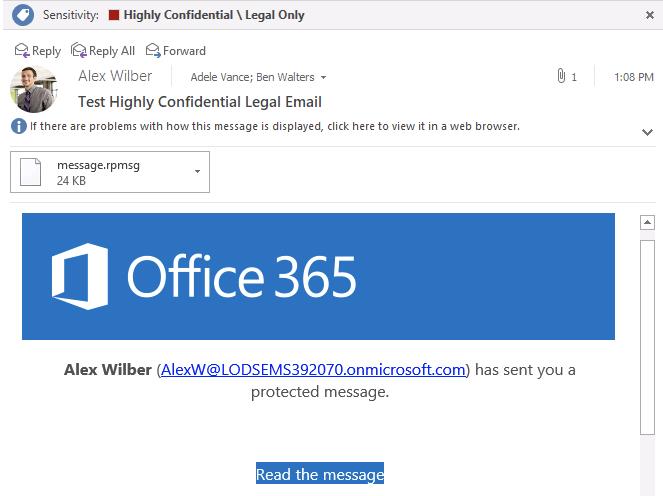 Sensitivity: Highly Confidential \ Legal Only
Reply Reply All Forward
Alex Wilber Adele Vance; Ben Walters 1 1:08 PM
Test Highly Confidential Legal Email
If there are problems with how this message is displayed, click here to view it in a web browser.
message.rpmsg
24 KB
Office 365
Alex Wilber (AlexW@LODSEMS392070.onmicrosoft.com) has sent you a
protected message.
Read the message